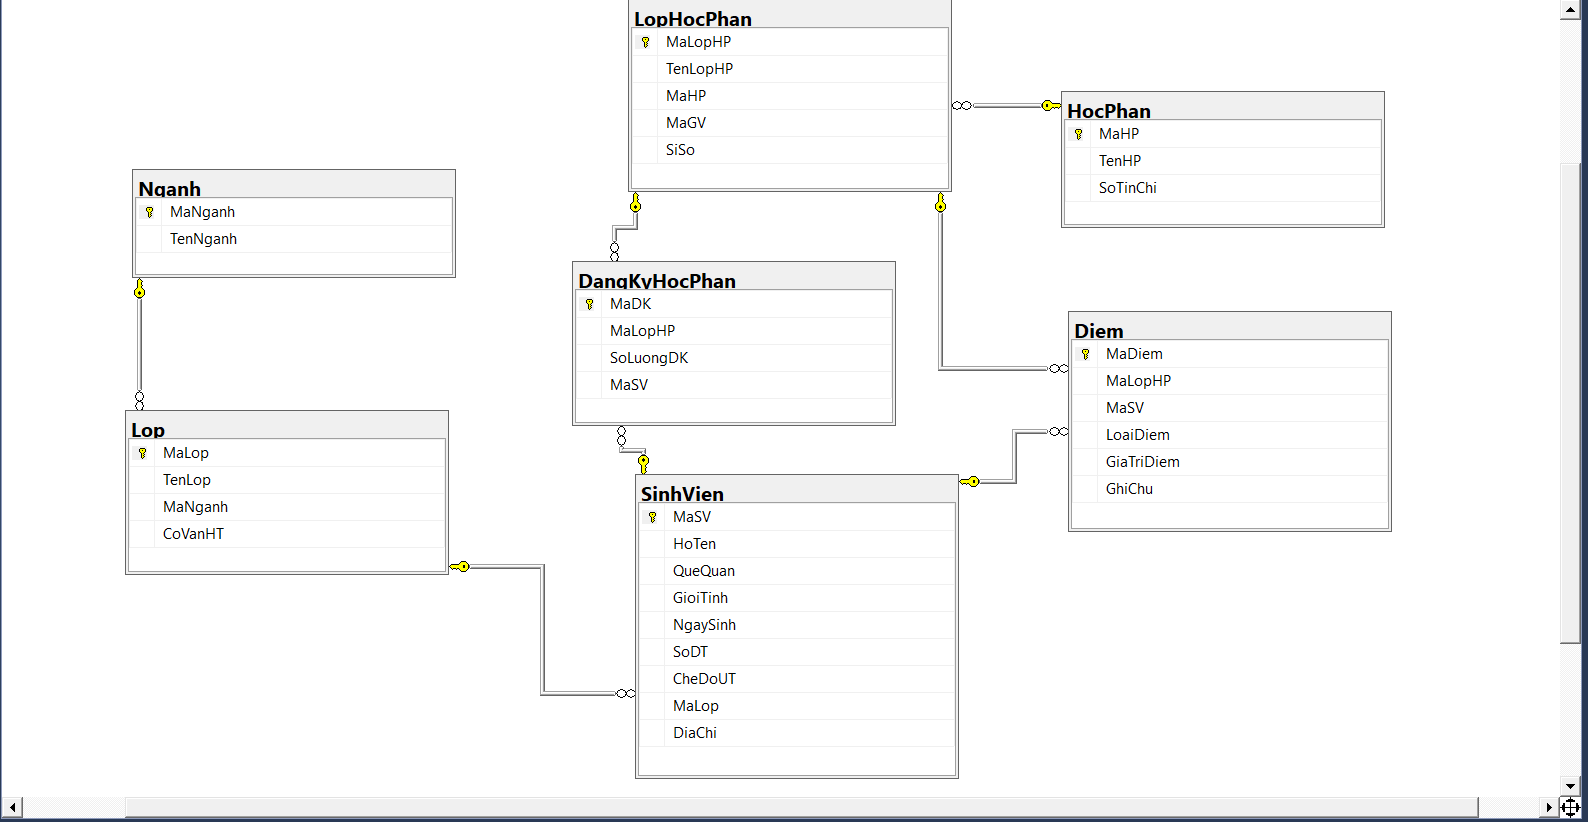 LopHocPhan
MaLopHP
TenLopHP
MaHP
MaGV
SiSo
HocPhan
MaHP
TenHP
SoTinChi
Nganh
MaNganh
TenNganh
DangKyHocPhan
MaDK
MaLopHP
SoLuongDK
MaSV
Diem
MaDiem
MaLopHP
MaSV
LoaiDiem
GiaTriDiem
GhiChu
Lop
MaLop
TenLop
MaNganh
CoVanHT
SinhVien
MaSV
HoTen
QueQuan
GioiTinh
NgaySinh
SoDT
CheDoUT
MaLop
DiaChi